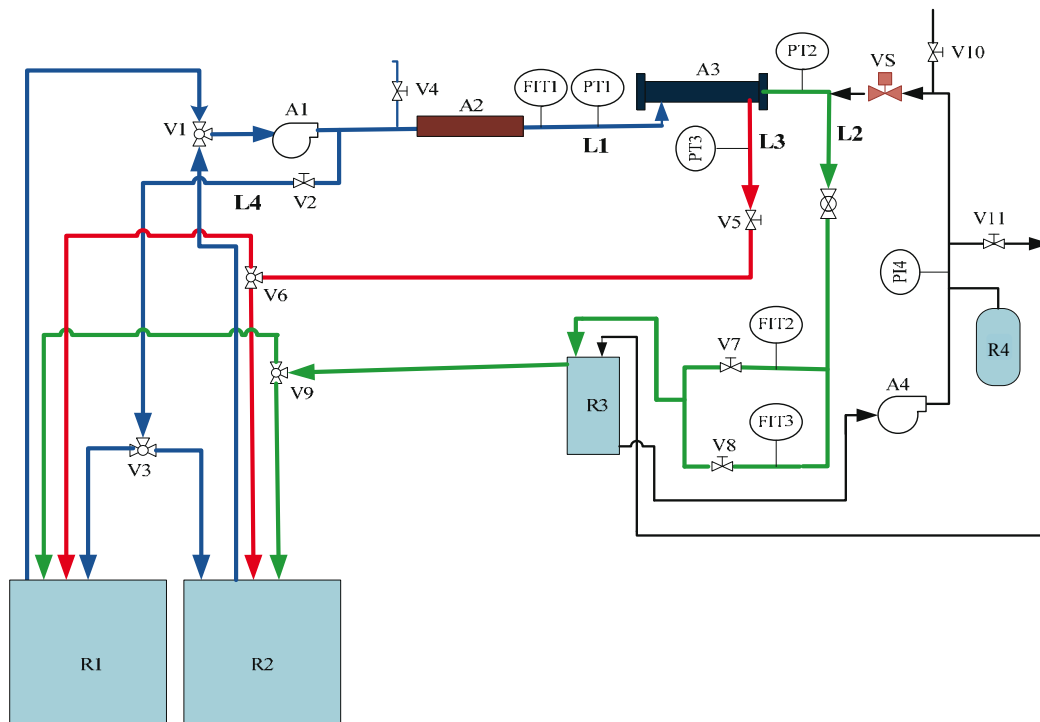 PT2
V10
VS
A3
FIT1
PT1
V4
A1
A2
V1
L1
L3
L2
PT3
L4
V2
V5
V11
PI4
V6
V7
FIT2
R4
V9
R3
A4
FIT3
V8
V3
R1
R2